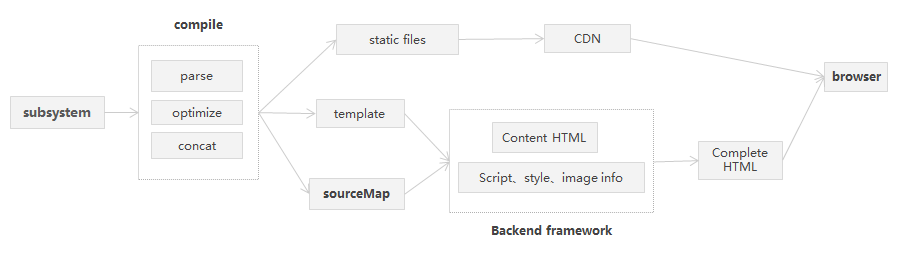 compile
parse
optimize
concat
subsystem
static files
CDN
browser
template
sourceMap
Content HTML
Script、style、image info
Backend framework
Complete
HTML